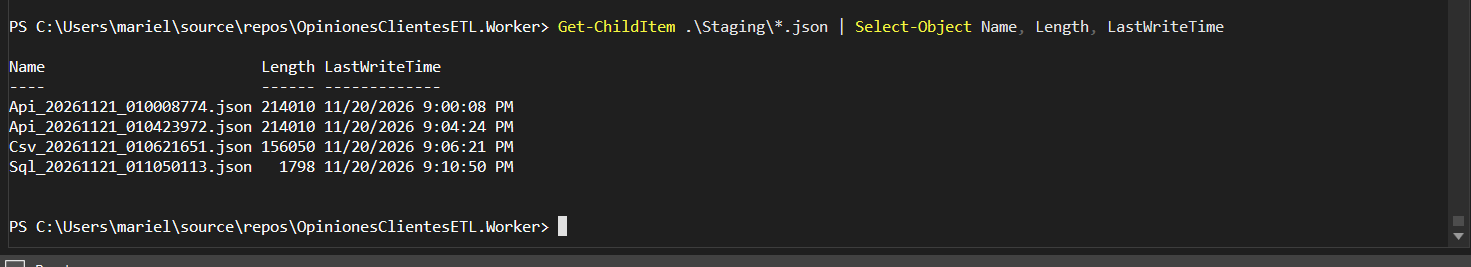 PS C:\Users\mariel\source\repos\OpinionesClientesETL.Worker> Get-ChildItem .\Staging\*.json | Select-Object Name, Length, LastWriteTime
Name Length LastWriteTime
---- ------ -------------
Api_20261121_010008774.json 214010 11/20/2026 9:00:08 PM
Api_20261121_010423972.json 214010 11/20/2026 9:04:24 PM
Csv_20261121_010621651.json 156050 11/20/2026 9:06:21 PM
Sql_20261121_011050113.json 1798 11/20/2026 9:10:50 PM
PS C:\Users\mariel\source\repos\OpinionesClientesETL.Worker>